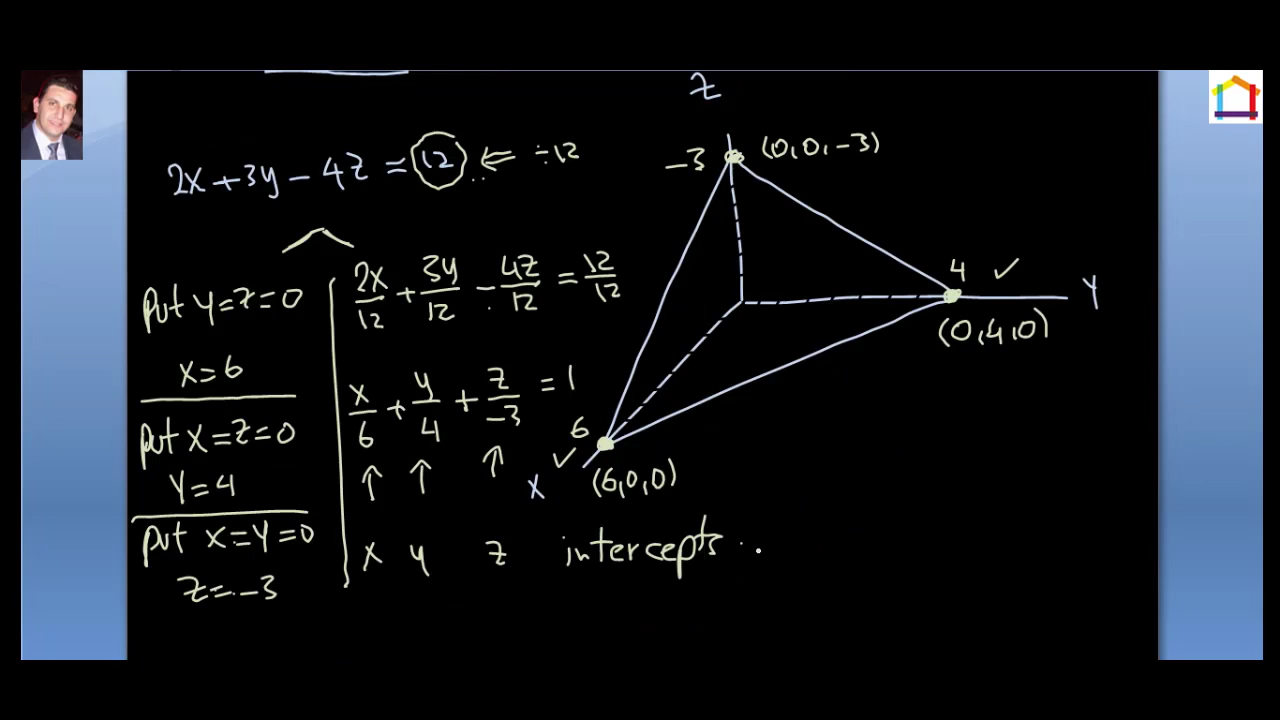 2x + 3y − 4z = 12 ⇐ ÷12
put y=z=0
x=6
put x=z=0
y=4
put x=y=0
z=−3
2x/12 + 3y/12 − 4z/12 = 12/12
x/6 + y/4 + z/−3 = 1
↑ ↑ ↑
x y z intercepts
z
−3 (0,0,−3)
4 ✓
y
(0,4,0)
6
✓
x (6,0,0)